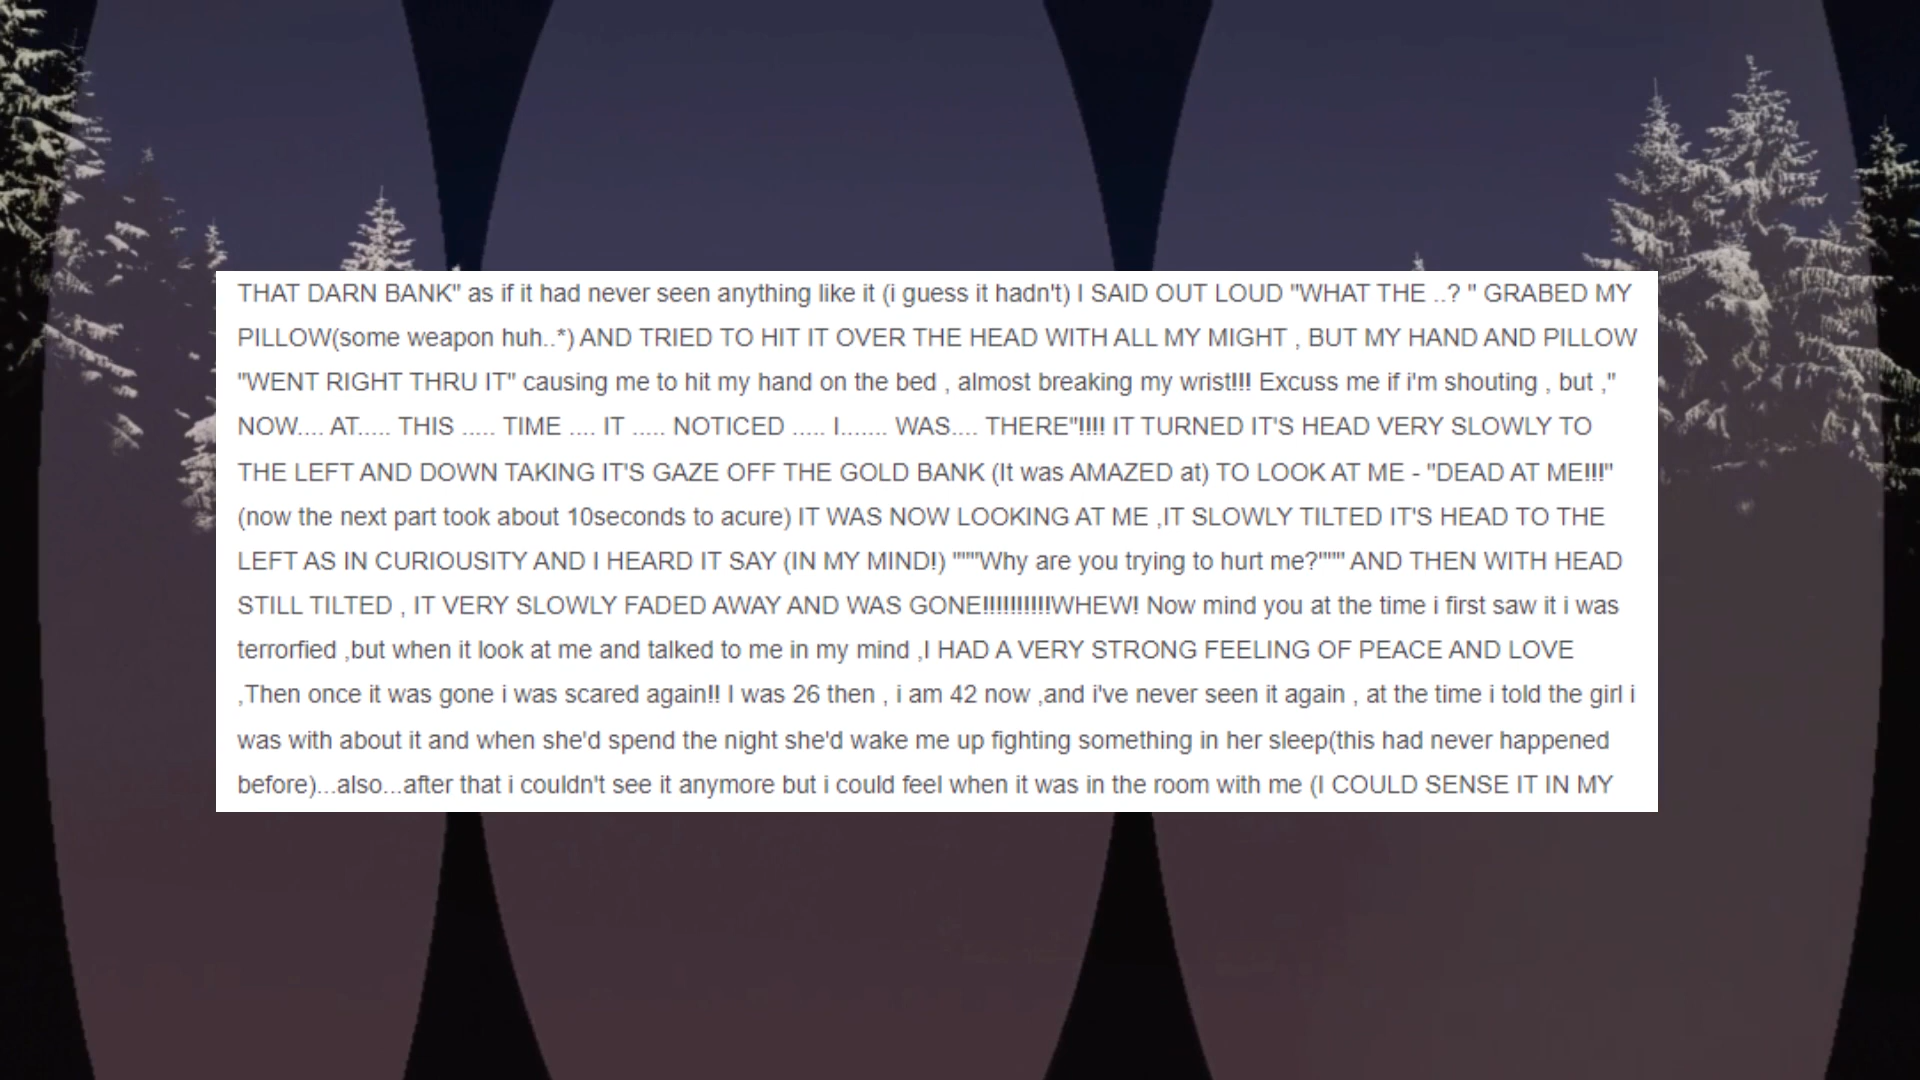 THAT DARN BANK" as if it had never seen anything like it (i guess it hadn't) I SAID OUT LOUD "WHAT THE ..? " GRABED MY
PILLOW(some weapon huh..*) AND TRIED TO HIT IT OVER THE HEAD WITH ALL MY MIGHT , BUT MY HAND AND PILLOW
"WENT RIGHT THRU IT" causing me to hit my hand on the bed , almost breaking my wrist!!! Excuss me if i'm shouting , but ,"
NOW.... AT..... THIS ..... TIME .... IT ..... NOTICED ..... I....... WAS.... THERE"!!!! IT TURNED IT'S HEAD VERY SLOWLY TO
THE LEFT AND DOWN TAKING IT'S GAZE OFF THE GOLD BANK (It was AMAZED at) TO LOOK AT ME - "DEAD AT ME!!!"
(now the next part took about 10seconds to acure) IT WAS NOW LOOKING AT ME ,IT SLOWLY TILTED IT'S HEAD TO THE
LEFT AS IN CURIOUSITY AND I HEARD IT SAY (IN MY MIND!) """Why are you trying to hurt me?""" AND THEN WITH HEAD
STILL TILTED , IT VERY SLOWLY FADED AWAY AND WAS GONE!!!!!!!!!!WHEW! Now mind you at the time i first saw it i was
terrorfied ,but when it look at me and talked to me in my mind ,I HAD A VERY STRONG FEELING OF PEACE AND LOVE
,Then once it was gone i was scared again!! I was 26 then , i am 42 now ,and i've never seen it again , at the time i told the girl i
was with about it and when she'd spend the night she'd wake me up fighting something in her sleep(this had never happened
before)...also...after that i couldn't see it anymore but i could feel when it was in the room with me (I COULD SENSE IT IN MY